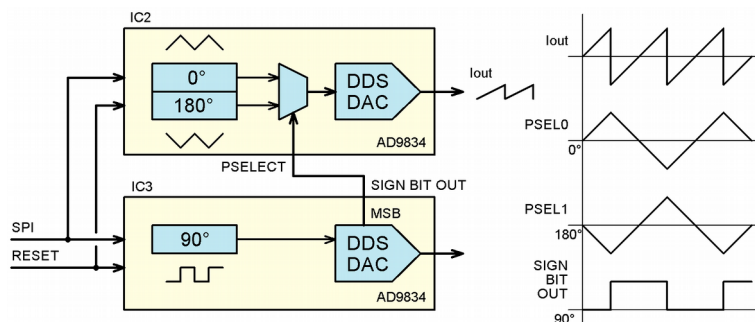 IC2
0°
180°
DDS
DAC
AD9834
PSELECT
SIGN BIT OUT
IC3
MSB
SPI
RESET
90°
DDS
DAC
AD9834
Iout
Iout
PSEL0
0°
PSEL1
180°
SIGN
BIT
OUT
90°